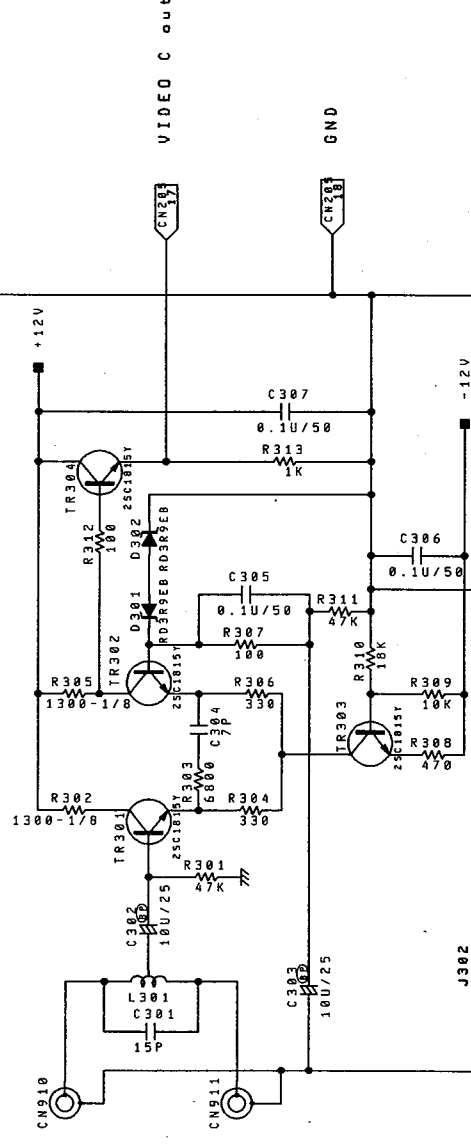 VIDEO C out
GND
CN205
17
CN205
18
+12V
-12V
C307
0.1U/50
TR304
2SC1815Y
R313
1K
R312
100
D302
RD3R9EB
D301
RD3R9EB
C306
0.1U/50
C305
0.1U/50
R311
47K
R307
100
TR302
2SC1815Y
R310
18K
R305
1300-1/8
R306
330
R309
10K
C304
7P
TR303
2SC1815Y
R308
470
R303
6800
R302
1300-1/8
R304
330
TR301
2SC1815Y
R301
47K
C302
BP
10U/25
C303
BP
10U/25
J302
L301
C301
15P
CN910
CN911